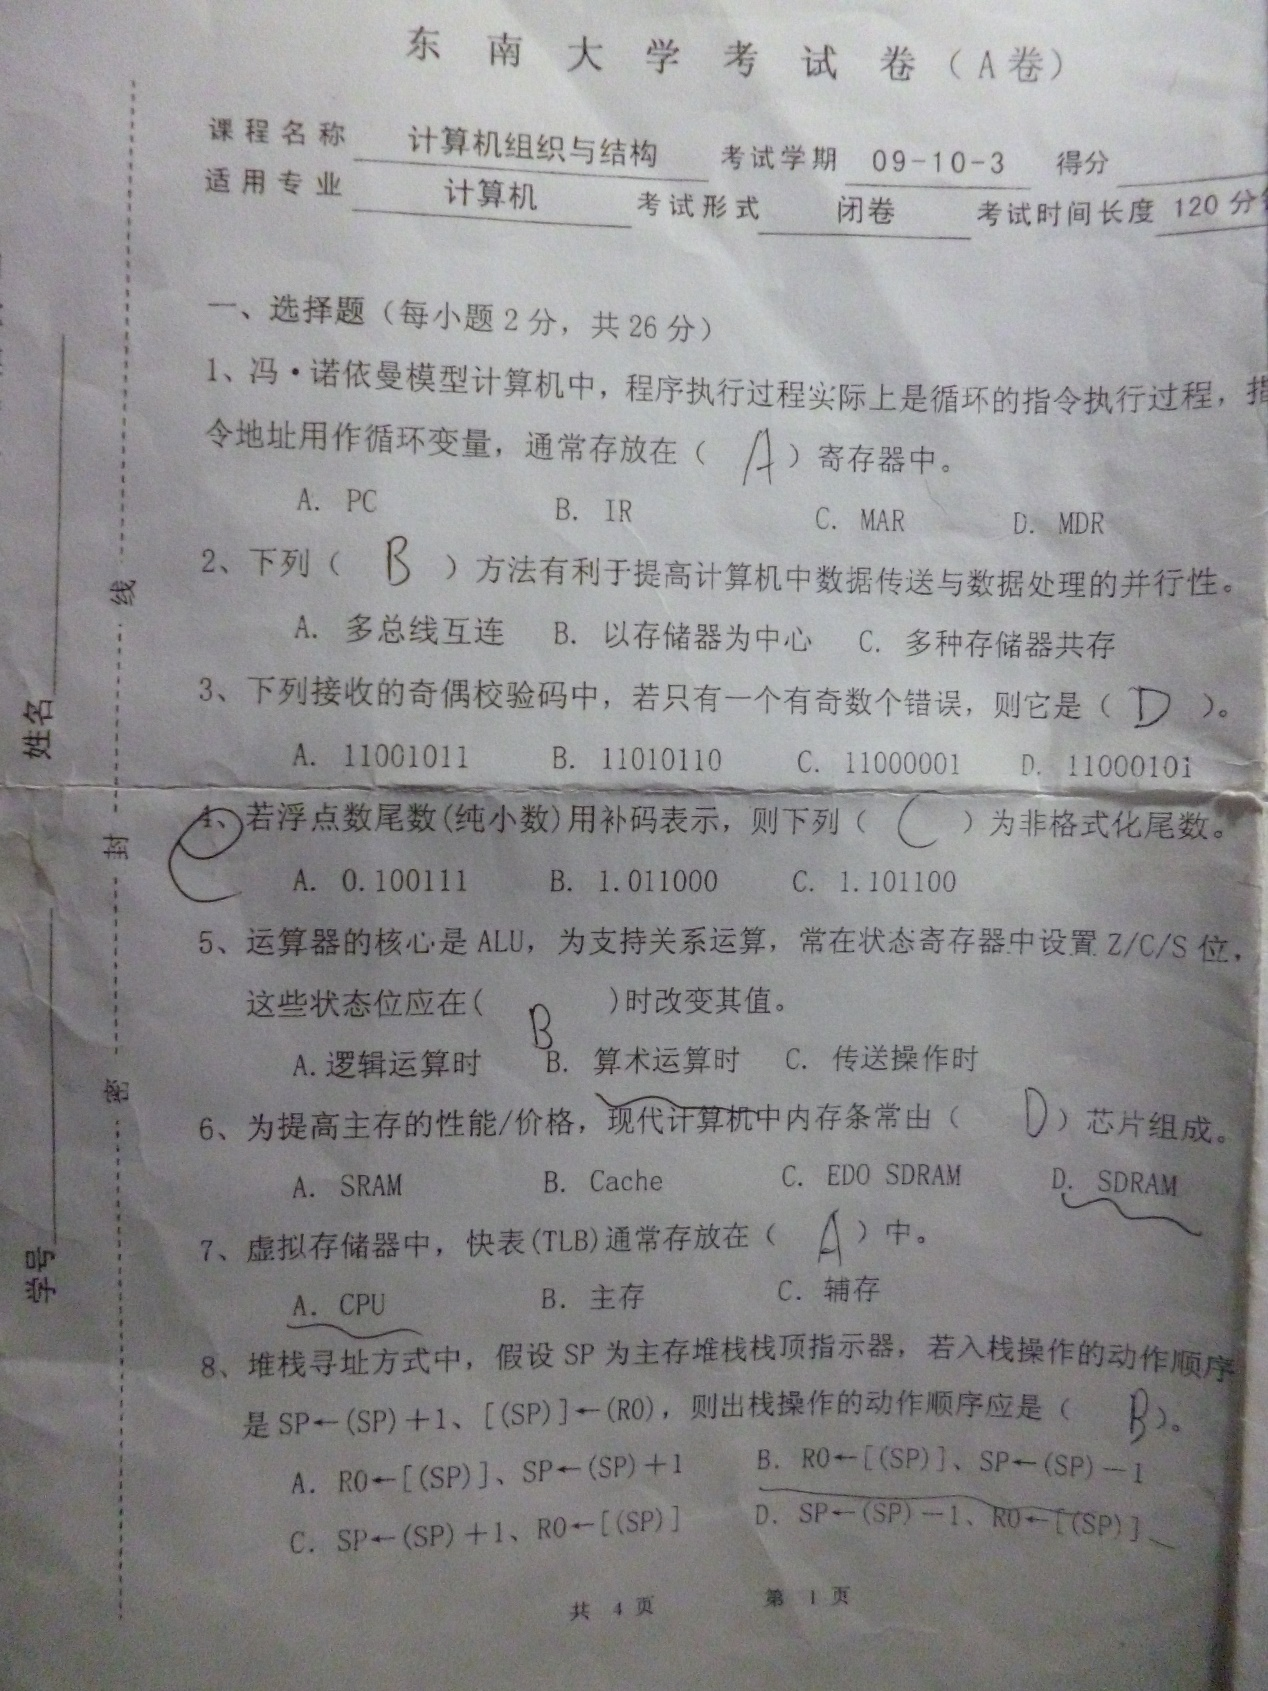 东南大学考试卷（A卷）
课程名称 计算机组织与结构 考试学期 09-10-3 得分
适用专业 计算机 考试形式 闭卷 考试时间长度 120分
一、选择题（每小题2分，共26分）
1、冯·诺依曼模型计算机中，程序执行过程实际上是循环的指令执行过程，指
令地址用作循环变量，通常存放在（ A ）寄存器中。
A. PC B. IR C. MAR D. MDR
2、下列（ B ）方法有利于提高计算机中数据传送与数据处理的并行性。
A. 多总线互连 B. 以存储器为中心 C. 多种存储器共存
3、下列接收的奇偶校验码中，若只有一个有奇数个错误，则它是（ D ）。
A. 11001011 B. 11010110 C. 11000001 D. 11000101
4、若浮点数尾数(纯小数)用补码表示，则下列（ C ）为非格式化尾数。
A. 0.100111 B. 1.011000 C. 1.101100
5、运算器的核心是ALU，为支持关系运算，常在状态寄存器中设置Z/C/S位，
这些状态位应在( B )时改变其值。
A.逻辑运算时 B. 算术运算时 C. 传送操作时
6、为提高主存的性能/价格，现代计算机中内存条常由（ D ）芯片组成。
A. SRAM B. Cache C. EDO SDRAM D. SDRAM
7、虚拟存储器中，快表(TLB)通常存放在（ A ）中。
A. CPU B. 主存 C. 辅存
8、堆栈寻址方式中，假设SP为主存堆栈栈顶指示器，若入栈操作的动作顺序
是SP←(SP)＋1、[(SP)]←(R0)，则出栈操作的动作顺序应是（ B ）。
A. R0←[(SP)]、SP←(SP)＋1 B. R0←[(SP)]、SP←(SP)－1
C. SP←(SP)＋1、R0←[(SP)] D. SP←(SP)－1、R0←[(SP)]
共 4 页 第 1 页
线
封
密
姓名
学号